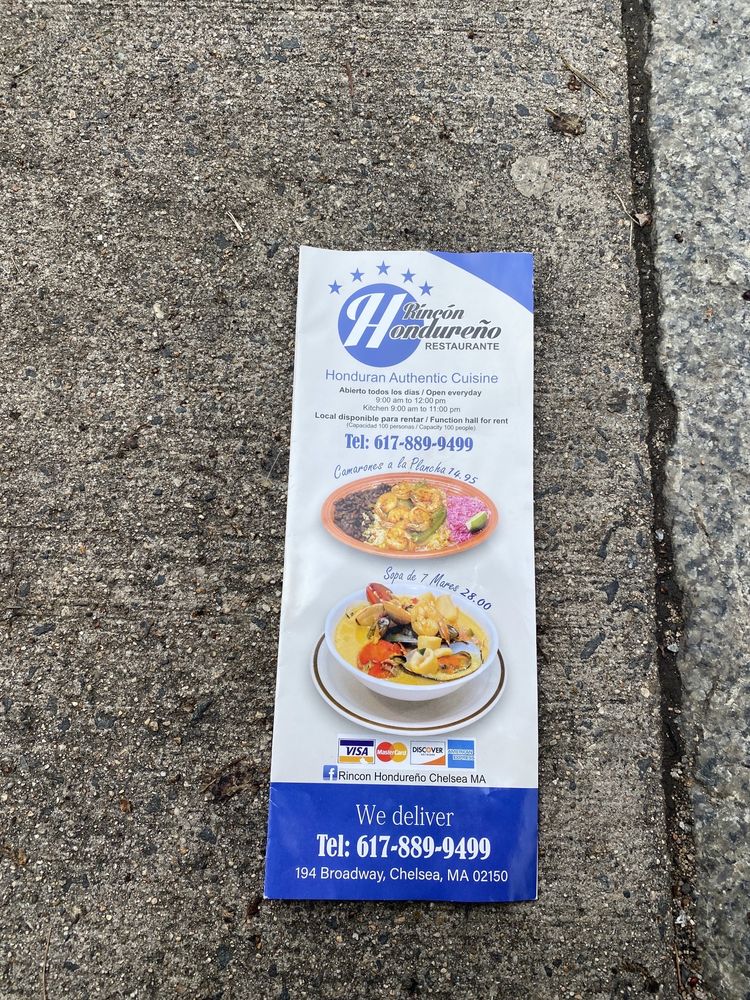 Rincón
Hondureño
RESTAURANTE
Honduran Authentic Cuisine
Abierto todos los dias / Open everyday
9:00 am to 12:00 pm
Kitchen 9:00 am to 11:00 pm
Local disponible para rentar / Function hall for rent
(Capacidad 100 personas / Capacity 100 people)
Tel: 617-889-9499
Camarones a la Plancha 14.95
Sopa de 7 Mares 28.00
VISA MasterCard DISCOVER AMERICAN EXPRESS
f Rincon Hondureño Chelsea MA
We deliver
Tel: 617-889-9499
194 Broadway, Chelsea, MA 02150